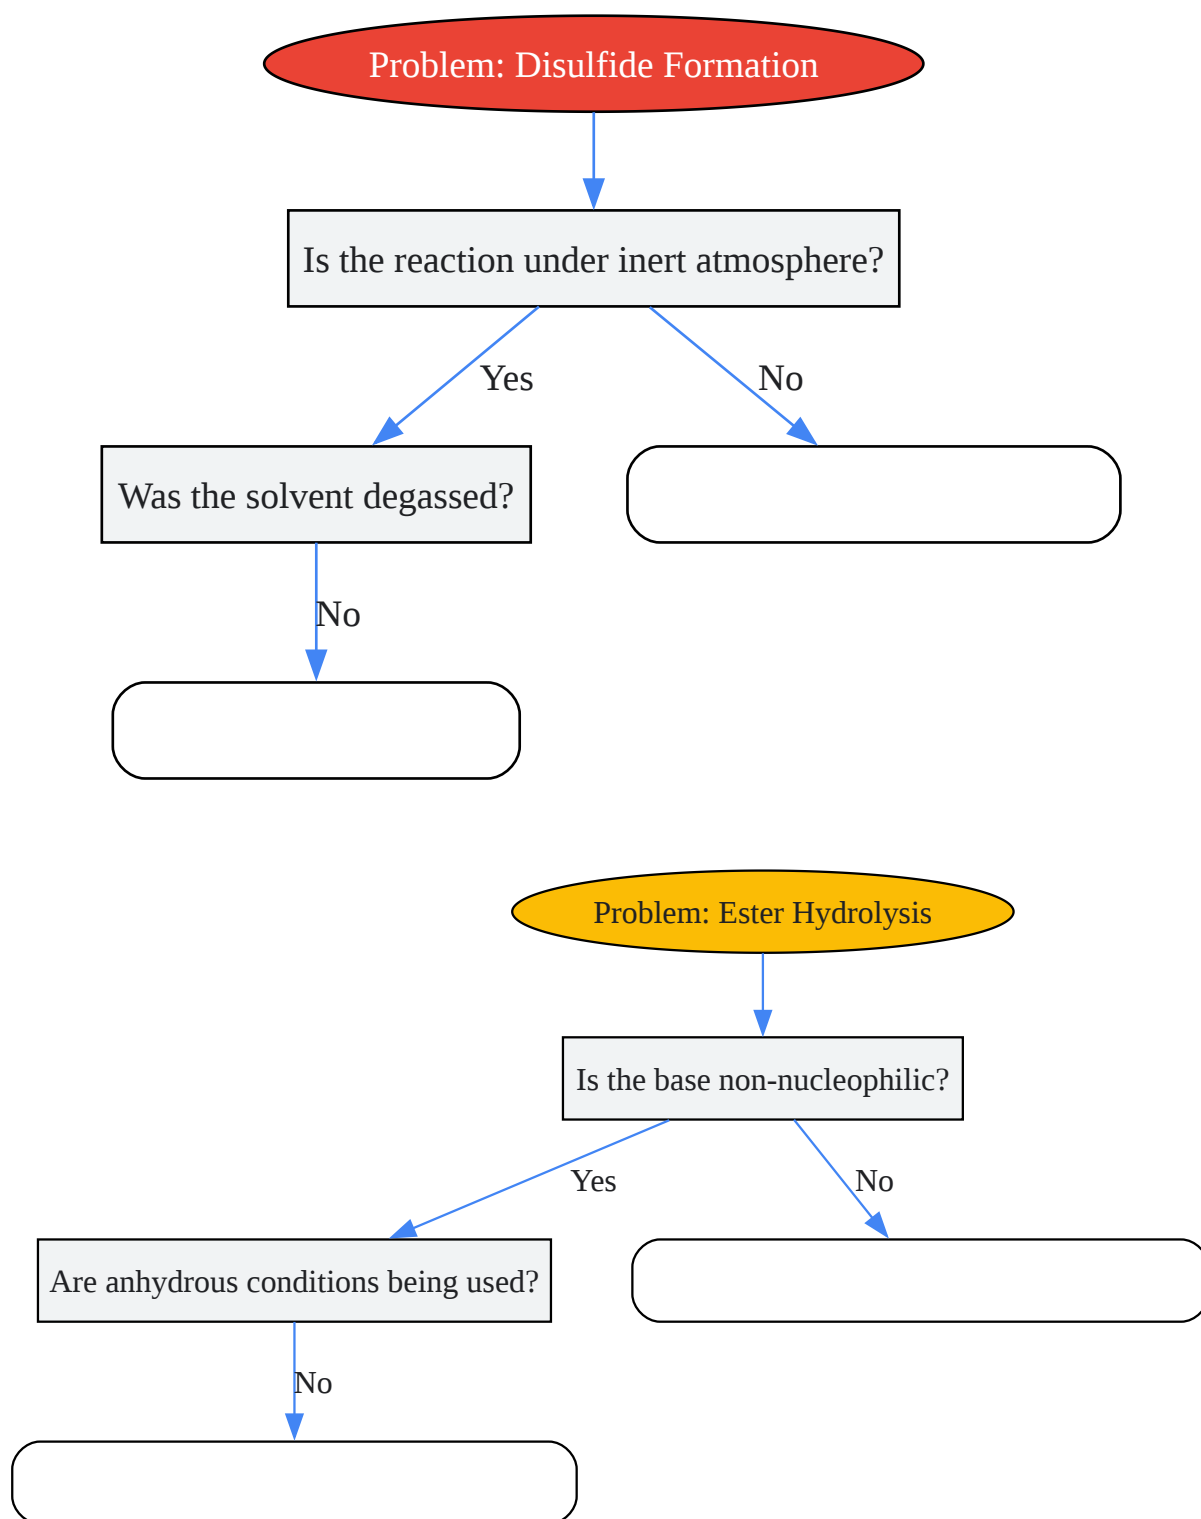 Problem: Disulfide Formation
Is the reaction under inert atmosphere?
Yes
No
Was the solvent degassed?
No
Problem: Ester Hydrolysis
Is the base non-nucleophilic?
Yes
No
Are anhydrous conditions being used?
No